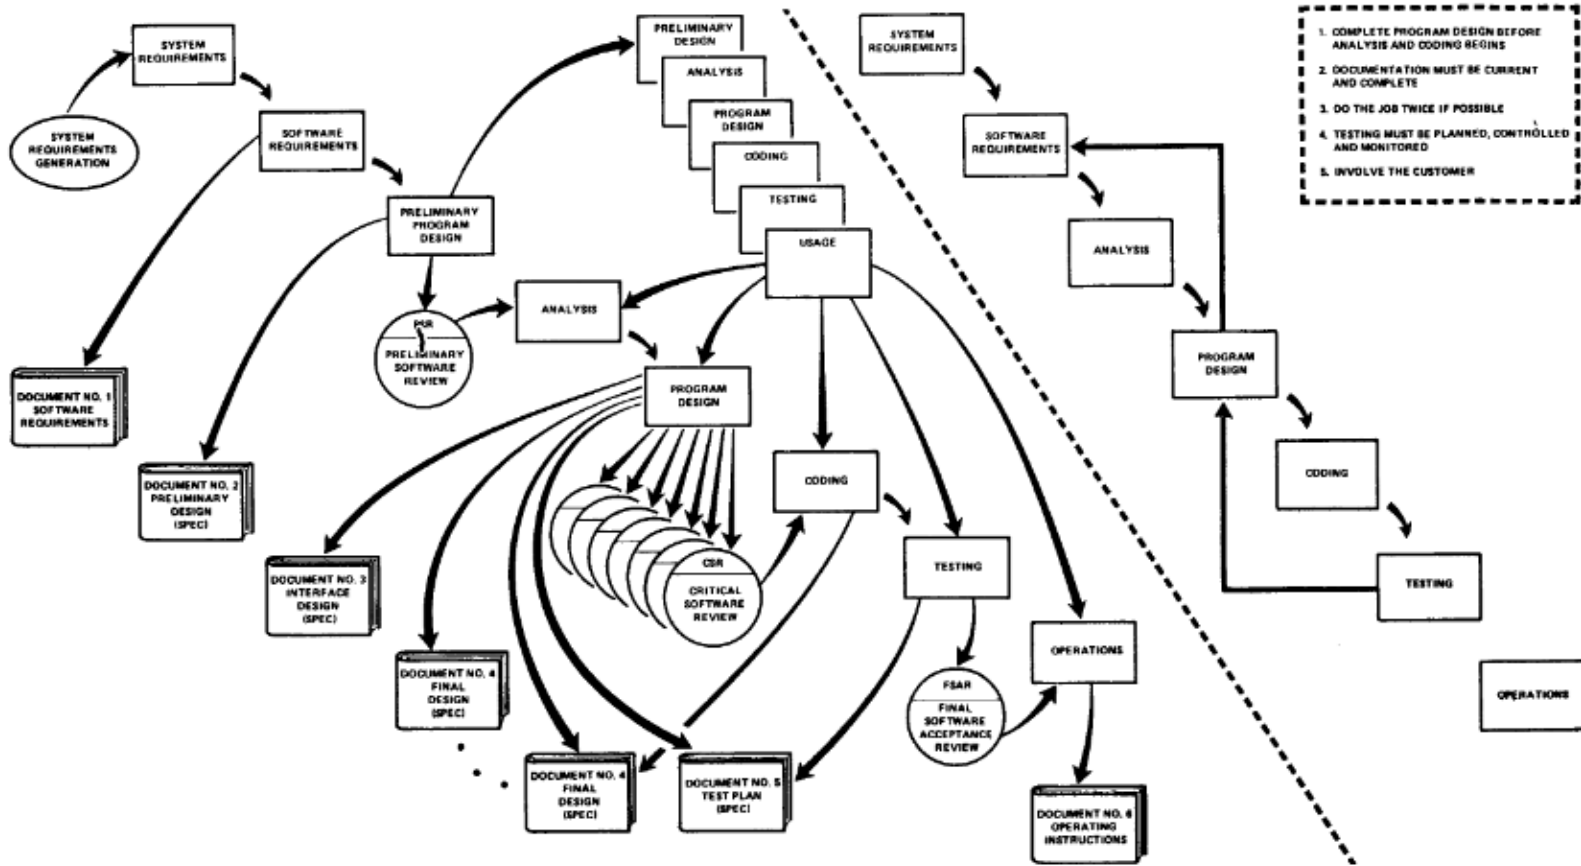 SYSTEM
REQUIREMENTS
SYSTEM
REQUIREMENTS
GENERATION
SOFTWARE
REQUIREMENTS
PRELIMINARY
PROGRAM
DESIGN
PRELIMINARY
DESIGN
ANALYSIS
PROGRAM
DESIGN
CODING
TESTING
USAGE
PSR
PRELIMINARY
SOFTWARE
REVIEW
ANALYSIS
PROGRAM
DESIGN
DOCUMENT NO. 1
SOFTWARE
REQUIREMENTS
DOCUMENT NO. 2
PRELIMINARY
DESIGN
(SPEC)
DOCUMENT NO. 3
INTERFACE
DESIGN
(SPEC)
DOCUMENT NO. 4
FINAL
DESIGN
(SPEC)
CSR
CRITICAL
SOFTWARE
REVIEW
CODING
TESTING
OPERATIONS
FSAR
FINAL
SOFTWARE
ACCEPTANCE
REVIEW
DOCUMENT NO. 4
FINAL
DESIGN
(SPEC)
DOCUMENT NO. 5
TEST PLAN
(SPEC)
DOCUMENT NO. 6
OPERATING
INSTRUCTIONS
SYSTEM
REQUIREMENTS
SOFTWARE
REQUIREMENTS
ANALYSIS
PROGRAM
DESIGN
CODING
TESTING
OPERATIONS
1. COMPLETE PROGRAM DESIGN BEFORE
ANALYSIS AND CODING BEGINS
2. DOCUMENTATION MUST BE CURRENT
AND COMPLETE
3. DO THE JOB TWICE IF POSSIBLE
4. TESTING MUST BE PLANNED, CONTROLLED
AND MONITORED
5. INVOLVE THE CUSTOMER